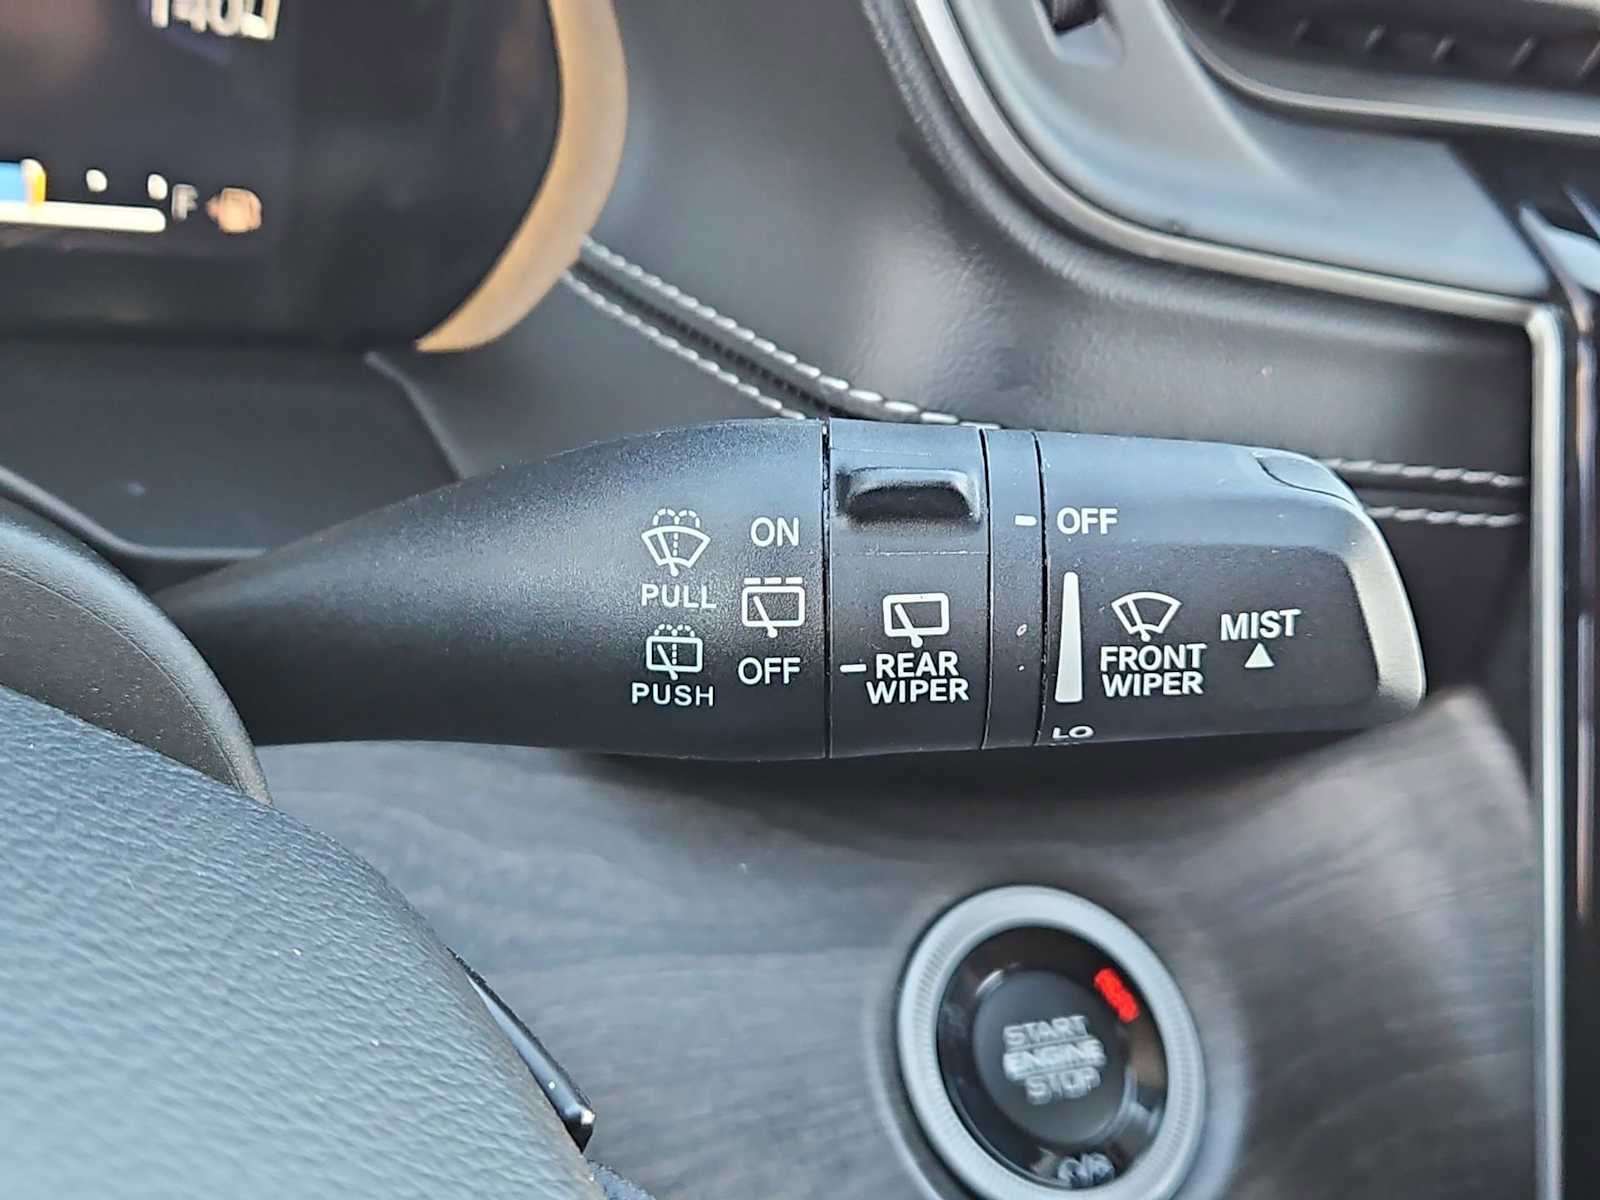 F
PULL
PUSH
ON
OFF
REAR
WIPER
OFF
FRONT
WIPER
MIST
LO
START
ENGINE
STOP